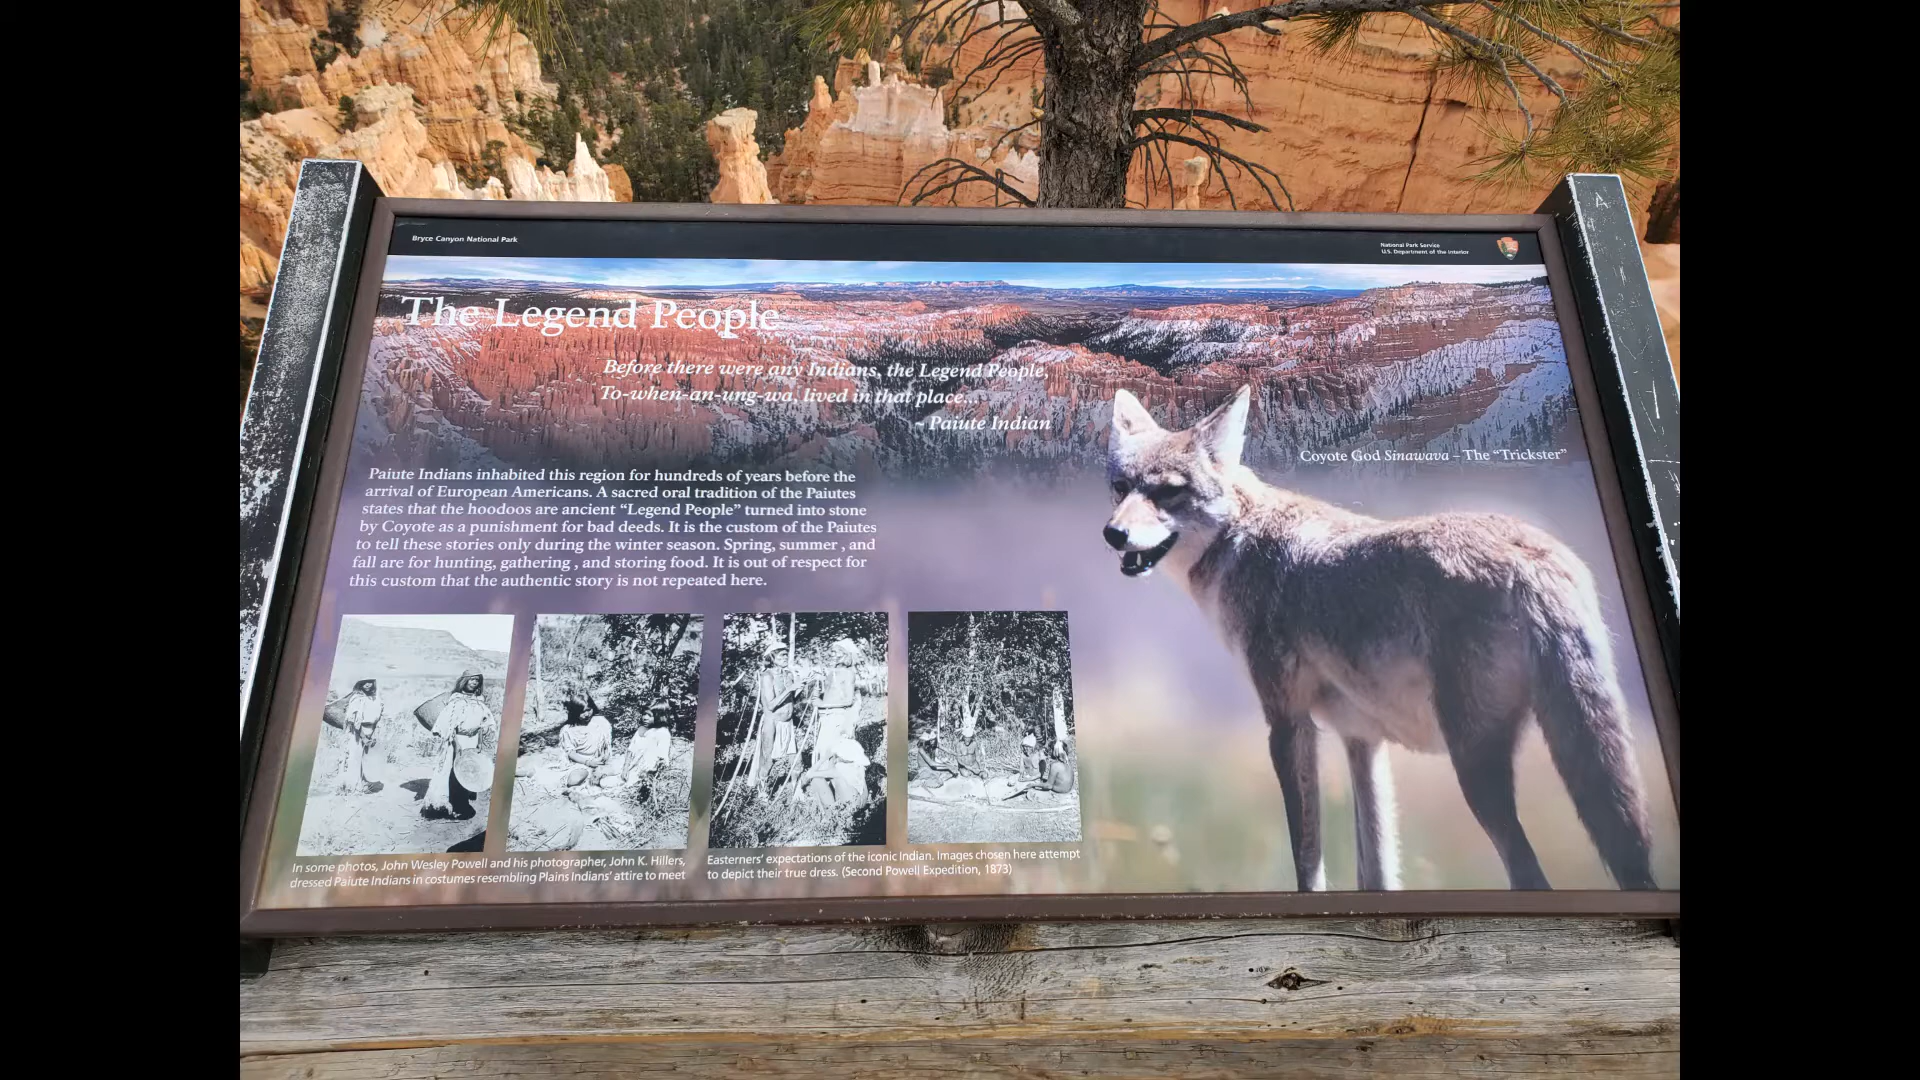 Bryce Canyon National Park
National Park Service
U.S. Department of the Interior
The Legend People
Before there were any Indians, the Legend People,
To-when-an-ung-wa, lived in that place...
~ Paiute Indian
Coyote God Sinawava – The “Trickster”
Paiute Indians inhabited this region for hundreds of years before the
arrival of European Americans. A sacred oral tradition of the Paiutes
states that the hoodoos are ancient “Legend People” turned into stone
by Coyote as a punishment for bad deeds. It is the custom of the Paiutes
to tell these stories only during the winter season. Spring, summer , and
fall are for hunting, gathering , and storing food. It is out of respect for
this custom that the authentic story is not repeated here.
In some photos, John Wesley Powell and his photographer, John K. Hillers,
dressed Paiute Indians in costumes resembling Plains Indians’ attire to meet
Easterners’ expectations of the iconic Indian. Images chosen here attempt
to depict their true dress. (Second Powell Expedition, 1873)